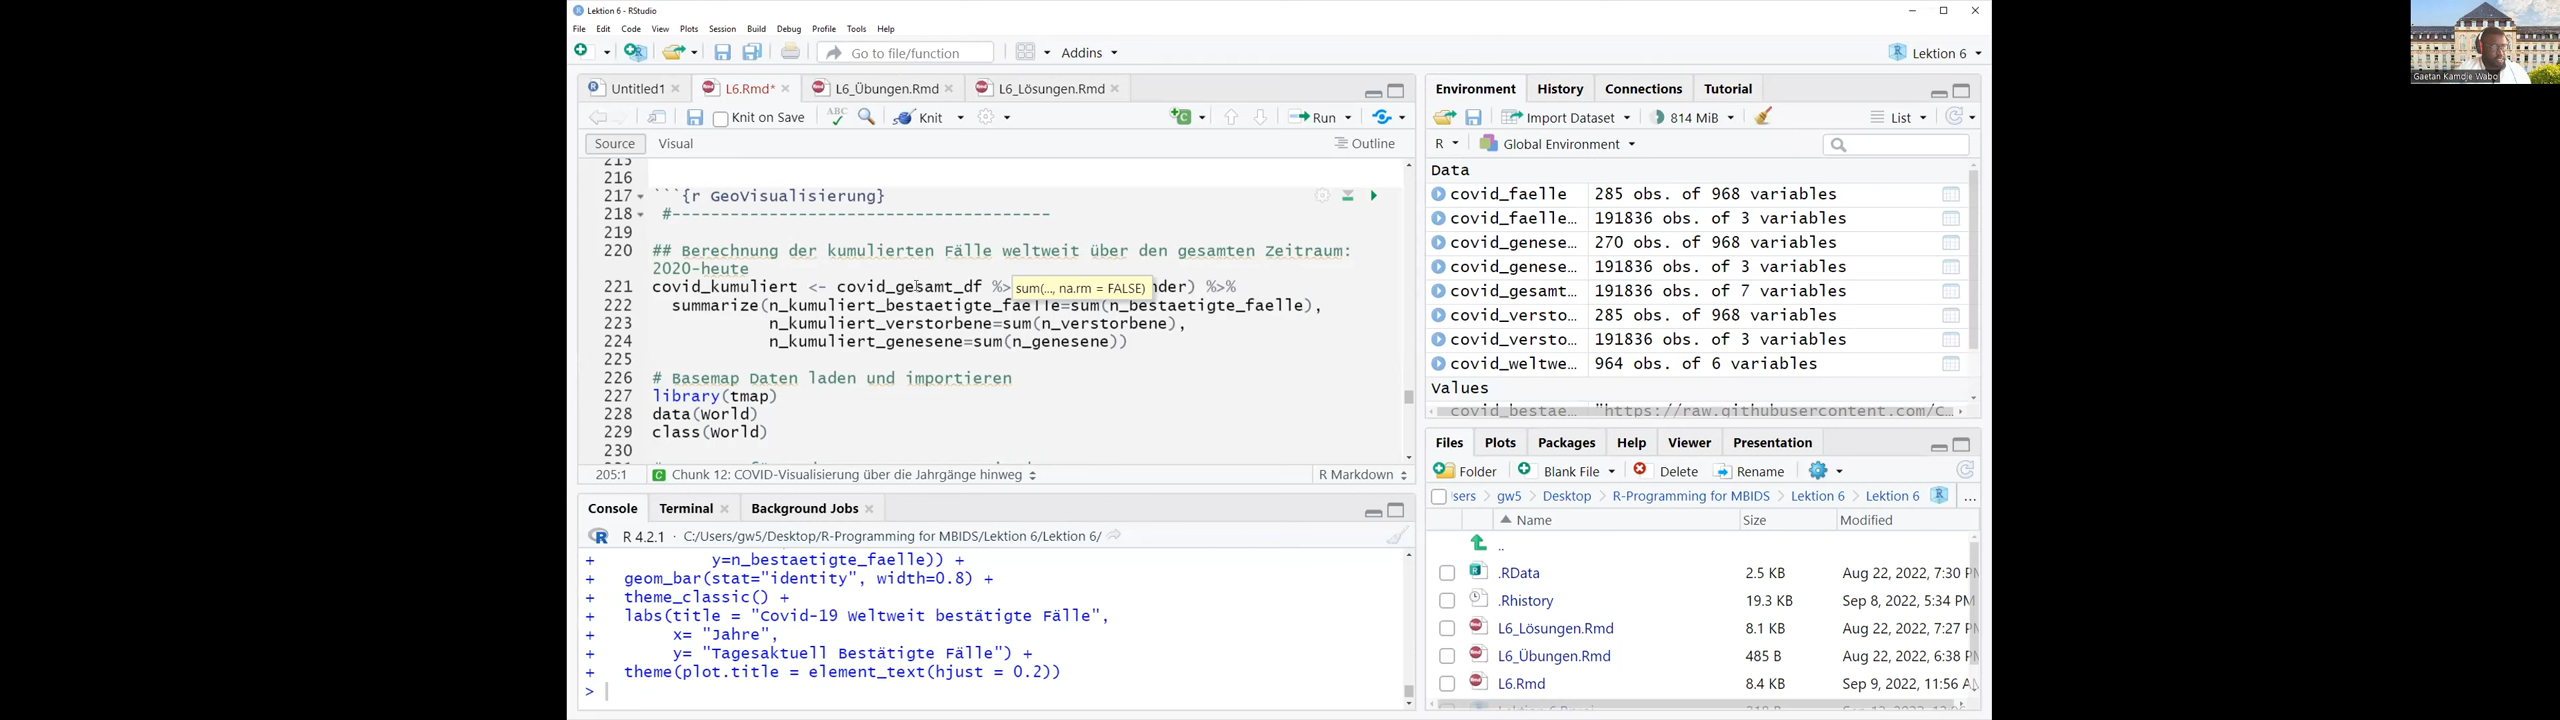 Lektion 6 - RStudio
File Edit Code View Plots Session Build Debug Profile Tools Help
Go to file/function Addins Lektion 6
Untitled1 L6.Rmd* L6_Übungen.Rmd L6_Lösungen.Rmd
Knit on Save ABC Knit Run
Source Visual Outline
215
216
217 ```{r GeoVisualisierung}
218 #---------------------------------------
219
220 ## Berechnung der kumulierten Fälle weltweit über den gesamten Zeitraum:
2020-heute
221 covid_kumuliert <- covid_gesamt_df %> nder) %>%
sum(..., na.rm = FALSE)
222 summarize(n_kumuliert_bestaetigte_faelle=sum(n_bestaetigte_faelle),
223 n_kumuliert_verstorbene=sum(n_verstorbene),
224 n_kumuliert_genesene=sum(n_genesene))
225
226 # Basemap Daten laden und importieren
227 library(tmap)
228 data(World)
229 class(World)
230
205:1 Chunk 12: COVID-Visualisierung über die Jahrgänge hinweg R Markdown
Console Terminal Background Jobs
R 4.2.1 · C:/Users/gw5/Desktop/R-Programming for MBIDS/Lektion 6/Lektion 6/
+ y=n_bestaetigte_faelle)) +
+ geom_bar(stat="identity", width=0.8) +
+ theme_classic() +
+ labs(title = "Covid-19 Weltweit bestätigte Fälle",
+ x= "Jahre",
+ y= "Tagesaktuell Bestätigte Fälle") +
+ theme(plot.title = element_text(hjust = 0.2))
>
Environment History Connections Tutorial
Import Dataset 814 MiB List
R Global Environment
Data
covid_faelle 285 obs. of 968 variables
covid_faelle… 191836 obs. of 3 variables
covid_genese… 270 obs. of 968 variables
covid_genese… 191836 obs. of 3 variables
covid_gesamt… 191836 obs. of 7 variables
covid_versto… 285 obs. of 968 variables
covid_versto… 191836 obs. of 3 variables
covid_weltwe… 964 obs. of 6 variables
Values
covid_bestae… "https://raw.githubusercontent.com/C…
Files Plots Packages Help Viewer Presentation
Folder Blank File Delete Rename
sers gw5 Desktop R-Programming for MBIDS Lektion 6 Lektion 6 ...
Name Size Modified
..
.RData 2.5 KB Aug 22, 2022, 7:30 PM
.Rhistory 19.3 KB Sep 8, 2022, 5:34 PM
L6_Lösungen.Rmd 8.1 KB Aug 22, 2022, 7:27 PM
L6_Übungen.Rmd 485 B Aug 22, 2022, 6:38 PM
L6.Rmd 8.4 KB Sep 9, 2022, 11:56 A
Gaetan Kamdje Wabo